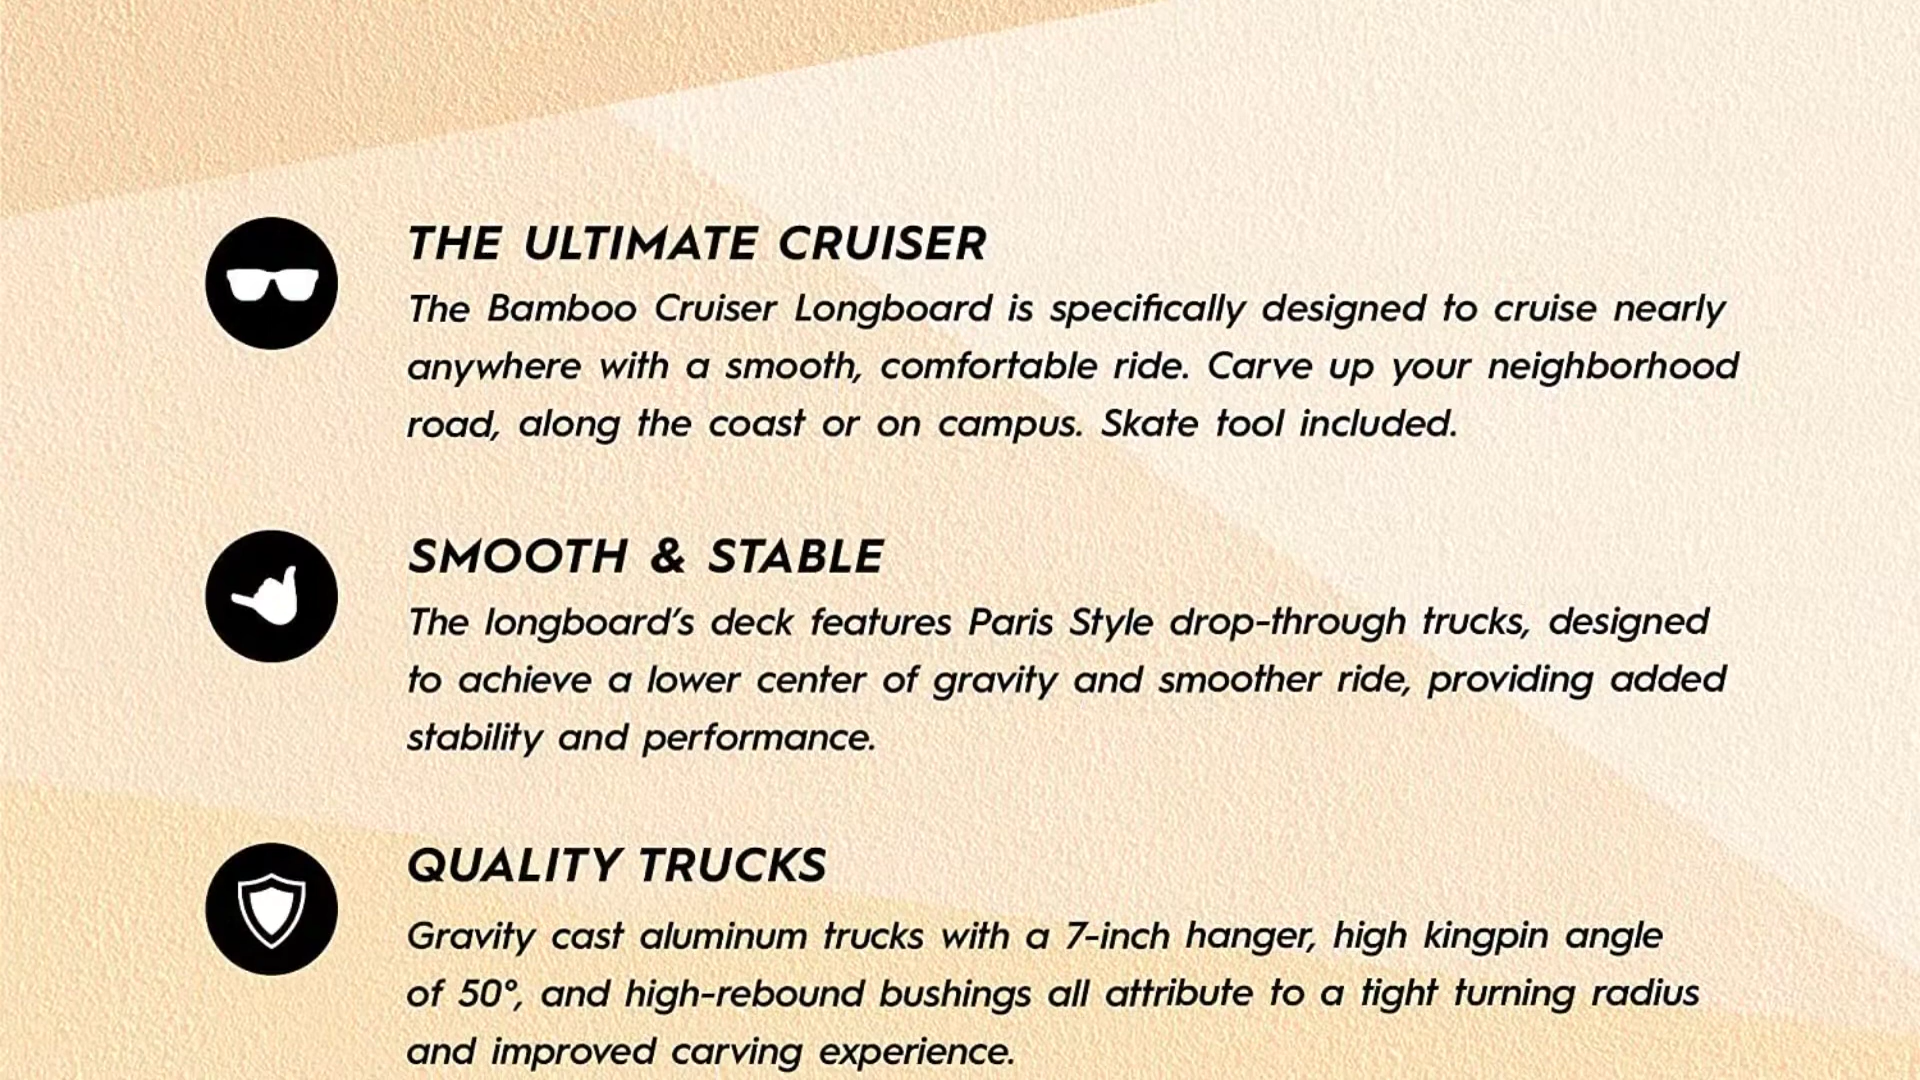 THE ULTIMATE CRUISER
The Bamboo Cruiser Longboard is specifically designed to cruise nearly
anywhere with a smooth, comfortable ride. Carve up your neighborhood
road, along the coast or on campus. Skate tool included.
SMOOTH & STABLE
The longboard's deck features Paris Style drop-through trucks, designed
to achieve a lower center of gravity and smoother ride, providing added
stability and performance.
QUALITY TRUCKS
Gravity cast aluminum trucks with a 7-inch hanger, high kingpin angle
of 50°, and high-rebound bushings all attribute to a tight turning radius
and improved carving experience.